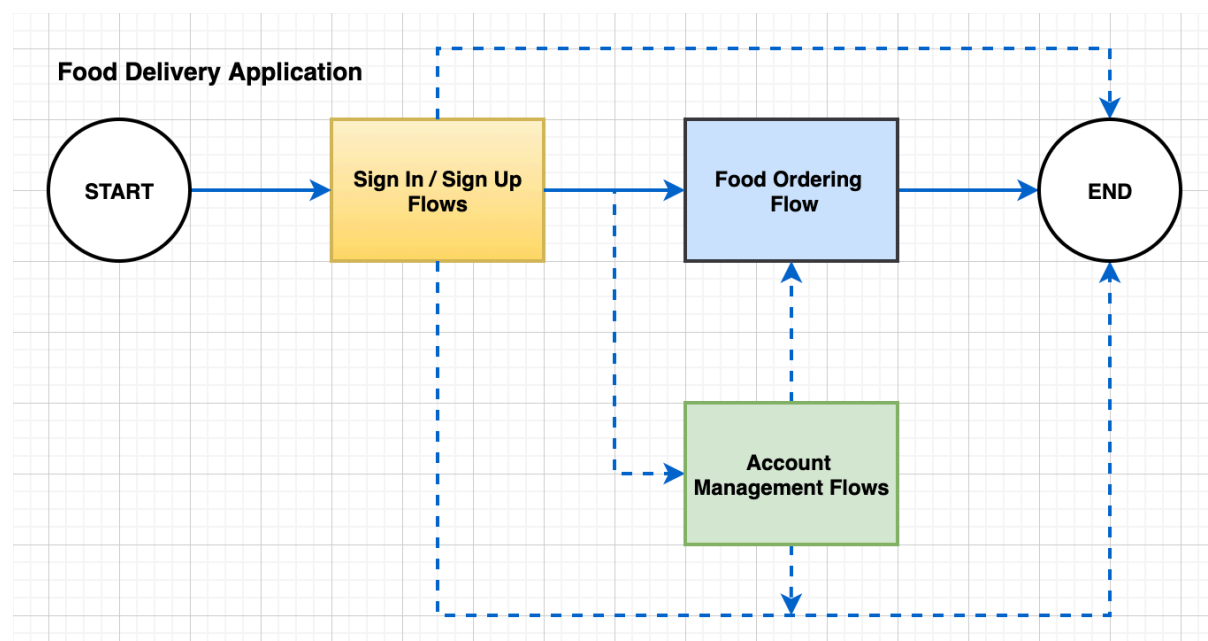 Food Delivery Application
START
Sign In / Sign Up
Flows
Food Ordering
Flow
END
Account
Management Flows